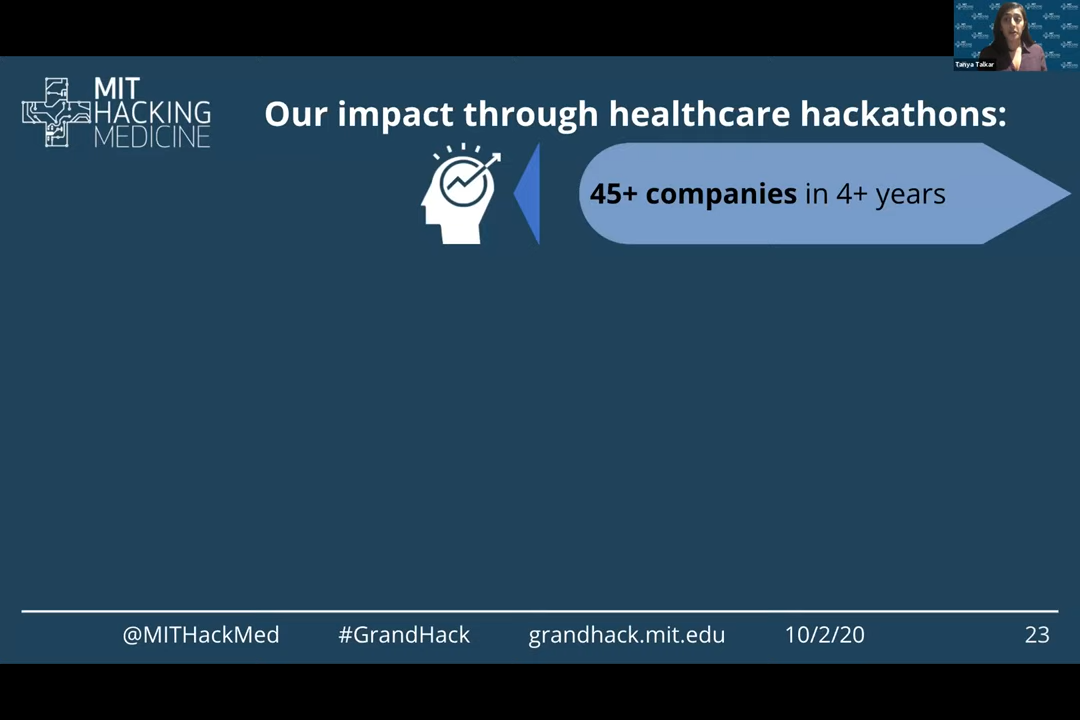 Tanya Talkar
MIT
HACKING
MEDICINE
Our impact through healthcare hackathons:
45+ companies in 4+ years
@MITHackMed #GrandHack grandhack.mit.edu 10/2/20 23